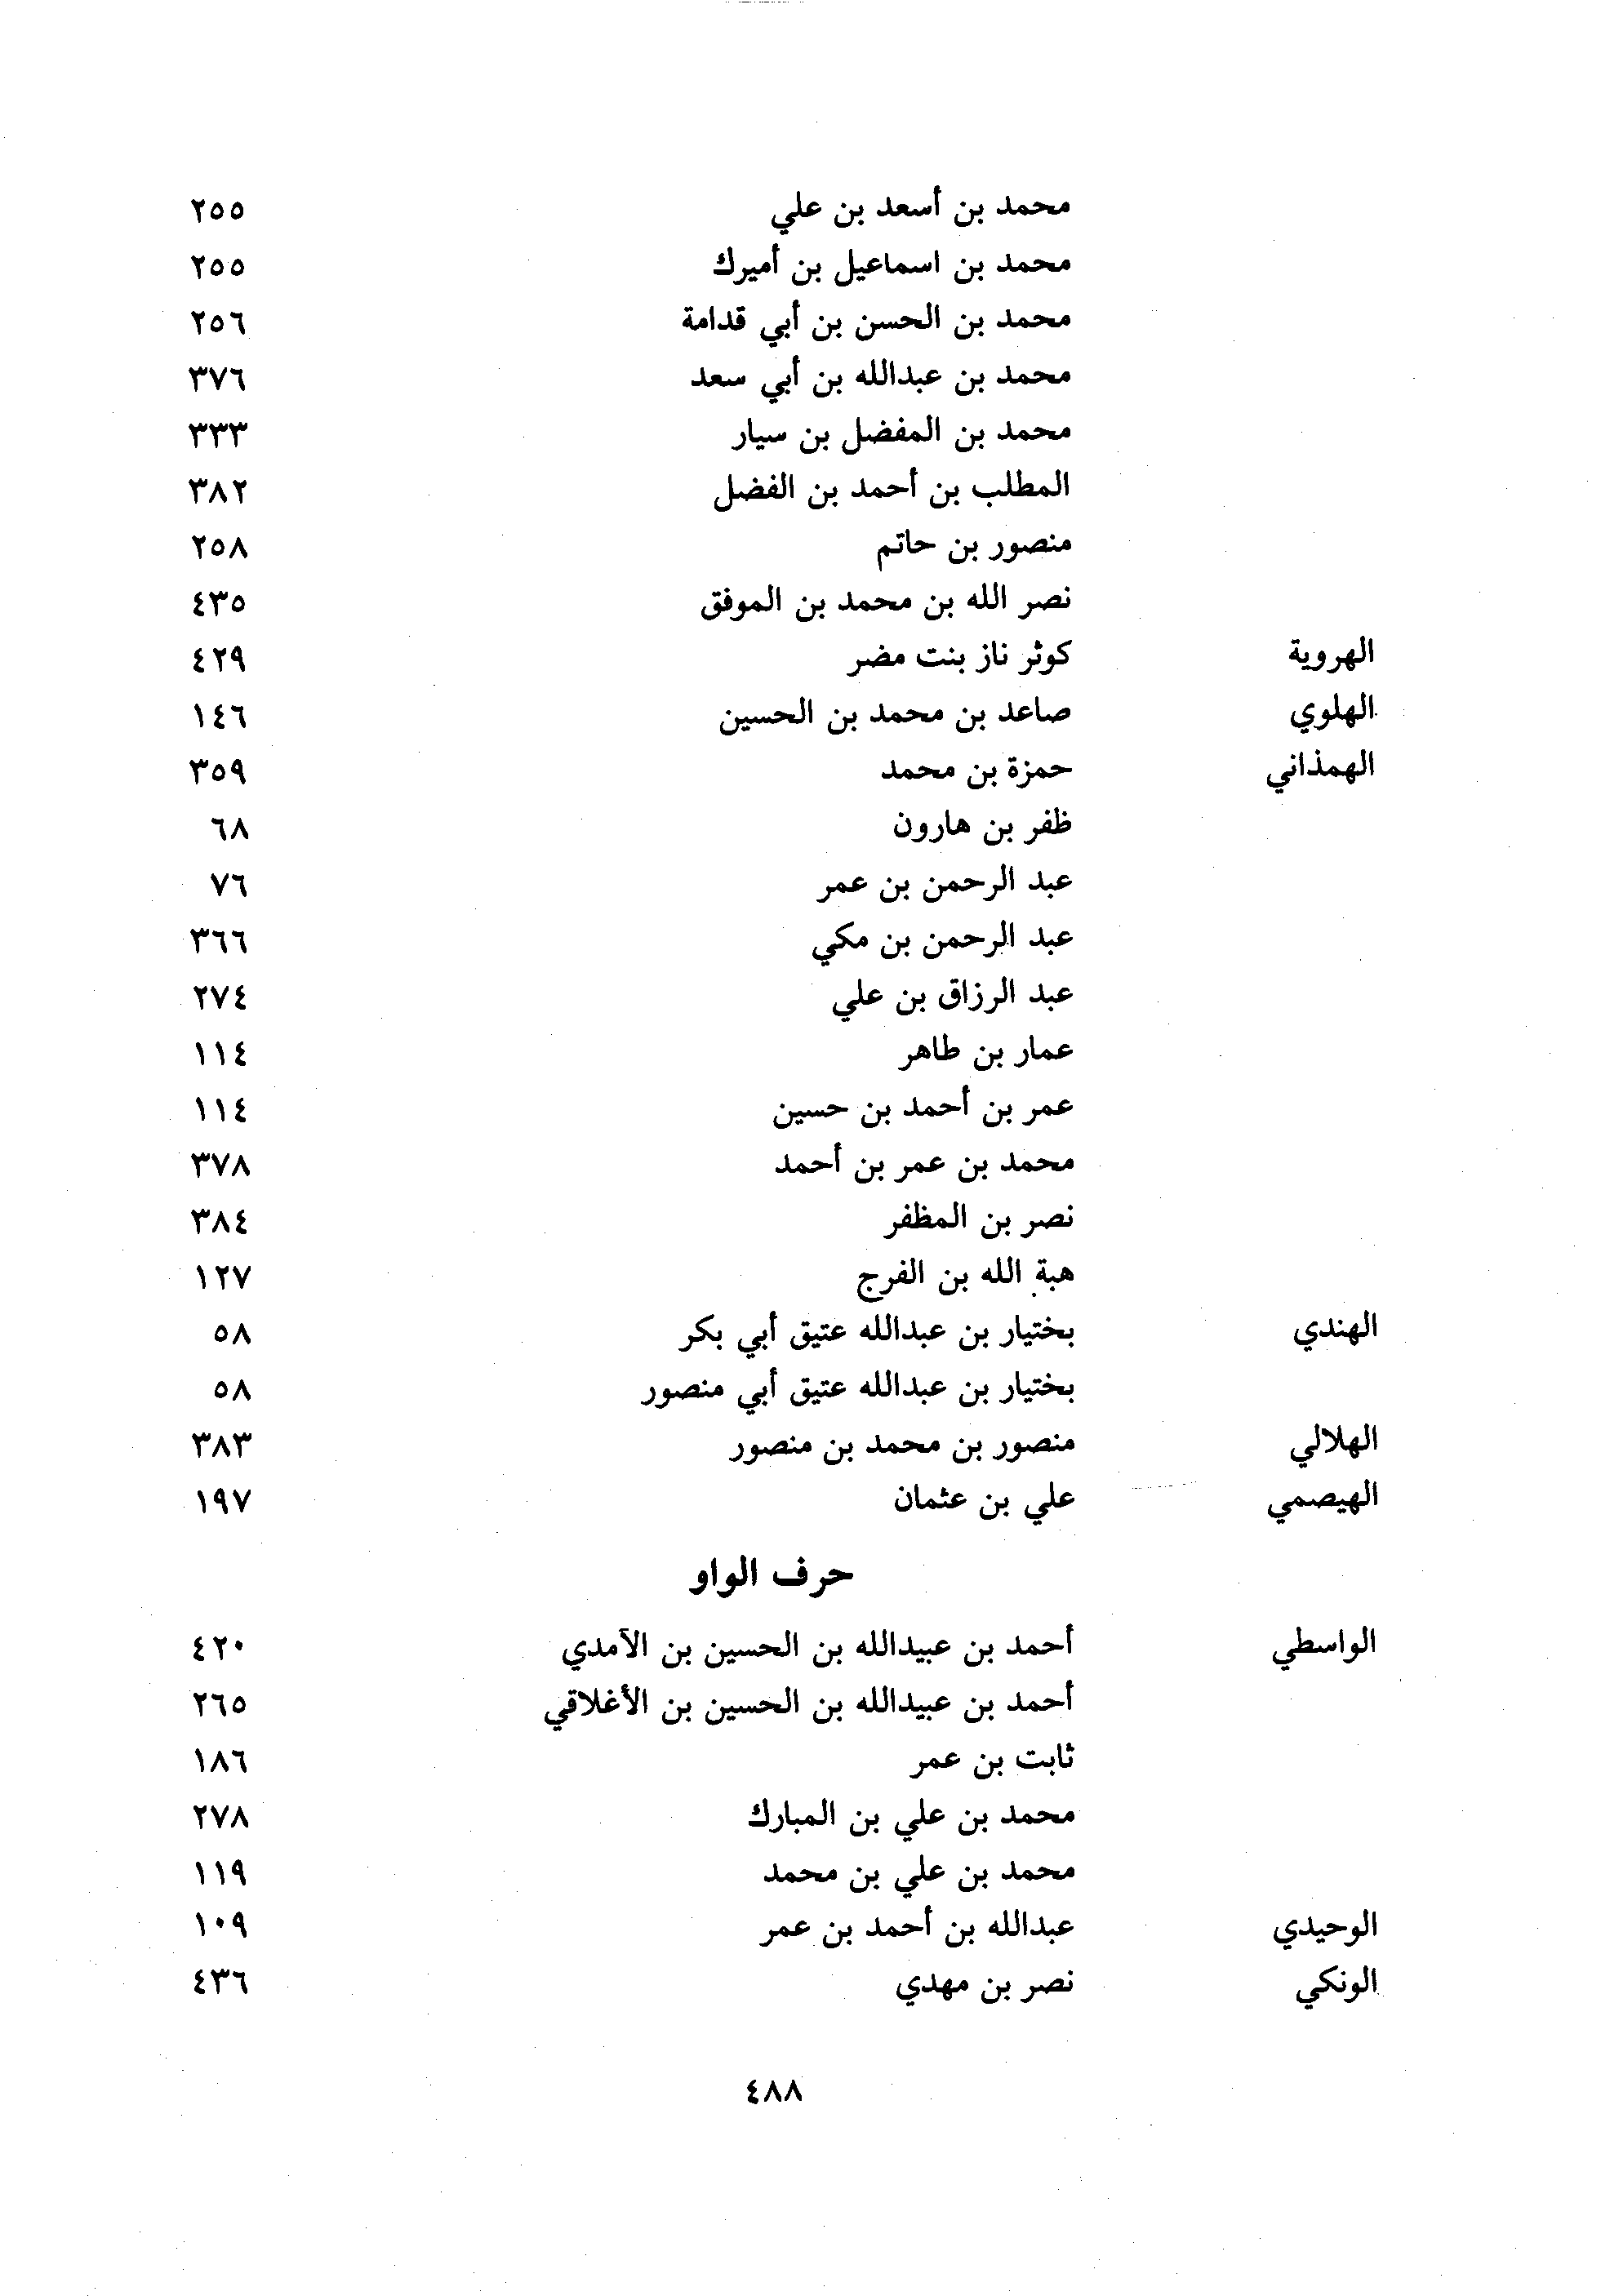 محمد بن أسعد بن علي ٢٥٥
محمد بن اسماعيل بن أميرك ٢٥٥
محمد بن الحسن بن أبي قدامة ٢٥٦
محمد بن عبدالله بن أبي سعد ٣٧٦
محمد بن المفضل بن سيار ٣٣٣
المطلب بن أحمد بن الفضل ٣٨٢
منصور بن حاتم ٢٥٨
نصر الله بن محمد بن الموفق ٤٣٥
الهروية كوثر ناز بنت مضر ٤٢٩
الهلوي صاعد بن محمد بن الحسين ١٤٦
الهمذاني حمزة بن محمد ٣٥٩
ظفر بن هارون ٦٨
عبد الرحمن بن عمر ٧٦
عبد الرحمن بن مكي ٣٦٦
عبد الرزاق بن علي ٢٧٤
عمار بن طاهر ١١٤
عمر بن أحمد بن حسين ١١٤
محمد بن عمر بن أحمد ٣٧٨
نصر بن المظفر ٣٨٤
هبة الله بن الفرج ١٢٧
الهندي بختيار بن عبدالله عتيق أبي بكر ٥٨
بختيار بن عبدالله عتيق أبي منصور ٥٨
الهلالي منصور بن محمد بن منصور ٣٨٣
الهيصمي علي بن عثمان ١٩٧
حرف الواو
الواسطي أحمد بن عبيدالله بن الحسين بن الآمدي ٤٢٠
أحمد بن عبيدالله بن الحسين بن الأغلاقي ٢٦٥
ثابت بن عمر ١٨٦
محمد بن علي بن المبارك ٢٧٨
محمد بن علي بن محمد ١١٩
الوحيدي عبدالله بن أحمد بن عمر ١٠٩
الونكي نصر بن مهدي ٤٣٦
٤٨٨